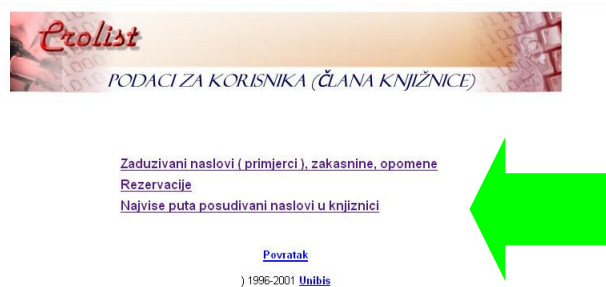 Crolist
PODACI ZA KORISNIKA (ČLANA KNJIŽNICE)
Zaduzivani naslovi ( primjerci ), zakasnine, opomene
Rezervacije
Najvise puta posudivani naslovi u knjiznici
Povratak
) 1996-2001 Unibis